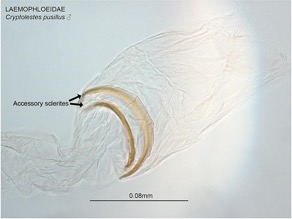 LAEMOPHLOEIDAE
Cryptolestes pusillus ♂
Accessory sclerites
0.08mm